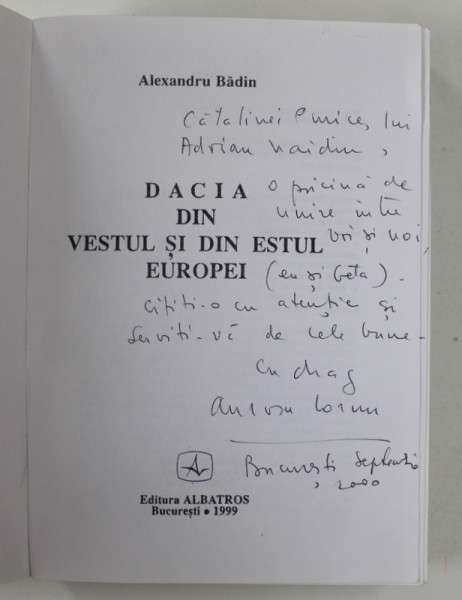 Alexandru Bădin
Cătălinei Purice, lui
Adrian Naidin,
DACIA
o pricină de
DIN
unire între
VESTUL ȘI DIN ESTUL
voi și noi,
EUROPEI
(eu și Geta).
Citiți-o cu atenție și
serviți-vă de cele bune -
Cu drag
București Septembrie
, 2000
Editura ALBATROS
București • 1999